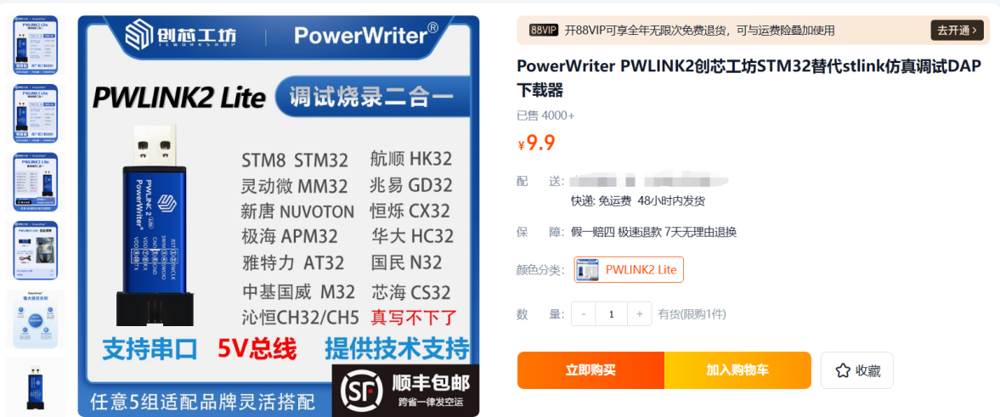 创芯工坊
ICWORKSHOP
PowerWriter®
PWLINK2 Lite
调试烧录二合一
STM8 STM32 航顺 HK32
灵动微 MM32 兆易 GD32
新唐 NUVOTON 恒烁 CX32
极海 APM32 华大 HC32
雅特力 AT32 国民 N32
中基国威 M32 芯海 CS32
沁恒CH32/CH5 真写不下了
PWLINK 2 Lite
PowerWriter®
支持串口 5V总线 提供技术支持
任意5组适配品牌灵活搭配
SF
顺丰包邮
跨省一律发空运
88VIP 开88VIP可享全年无限次免费退货，可与运费险叠加使用 去开通 >
PowerWriter PWLINK2创芯工坊STM32替代stlink仿真调试DAP
下载器
已售 4000+
¥9.9
配 送：
快递: 免运费 48小时内发货
保 障： 假一赔四 极速退款 7天无理由退换
颜色分类： PWLINK2 Lite
数 量： - 1 + 有货(限购1件)
立即购买 加入购物车 收藏